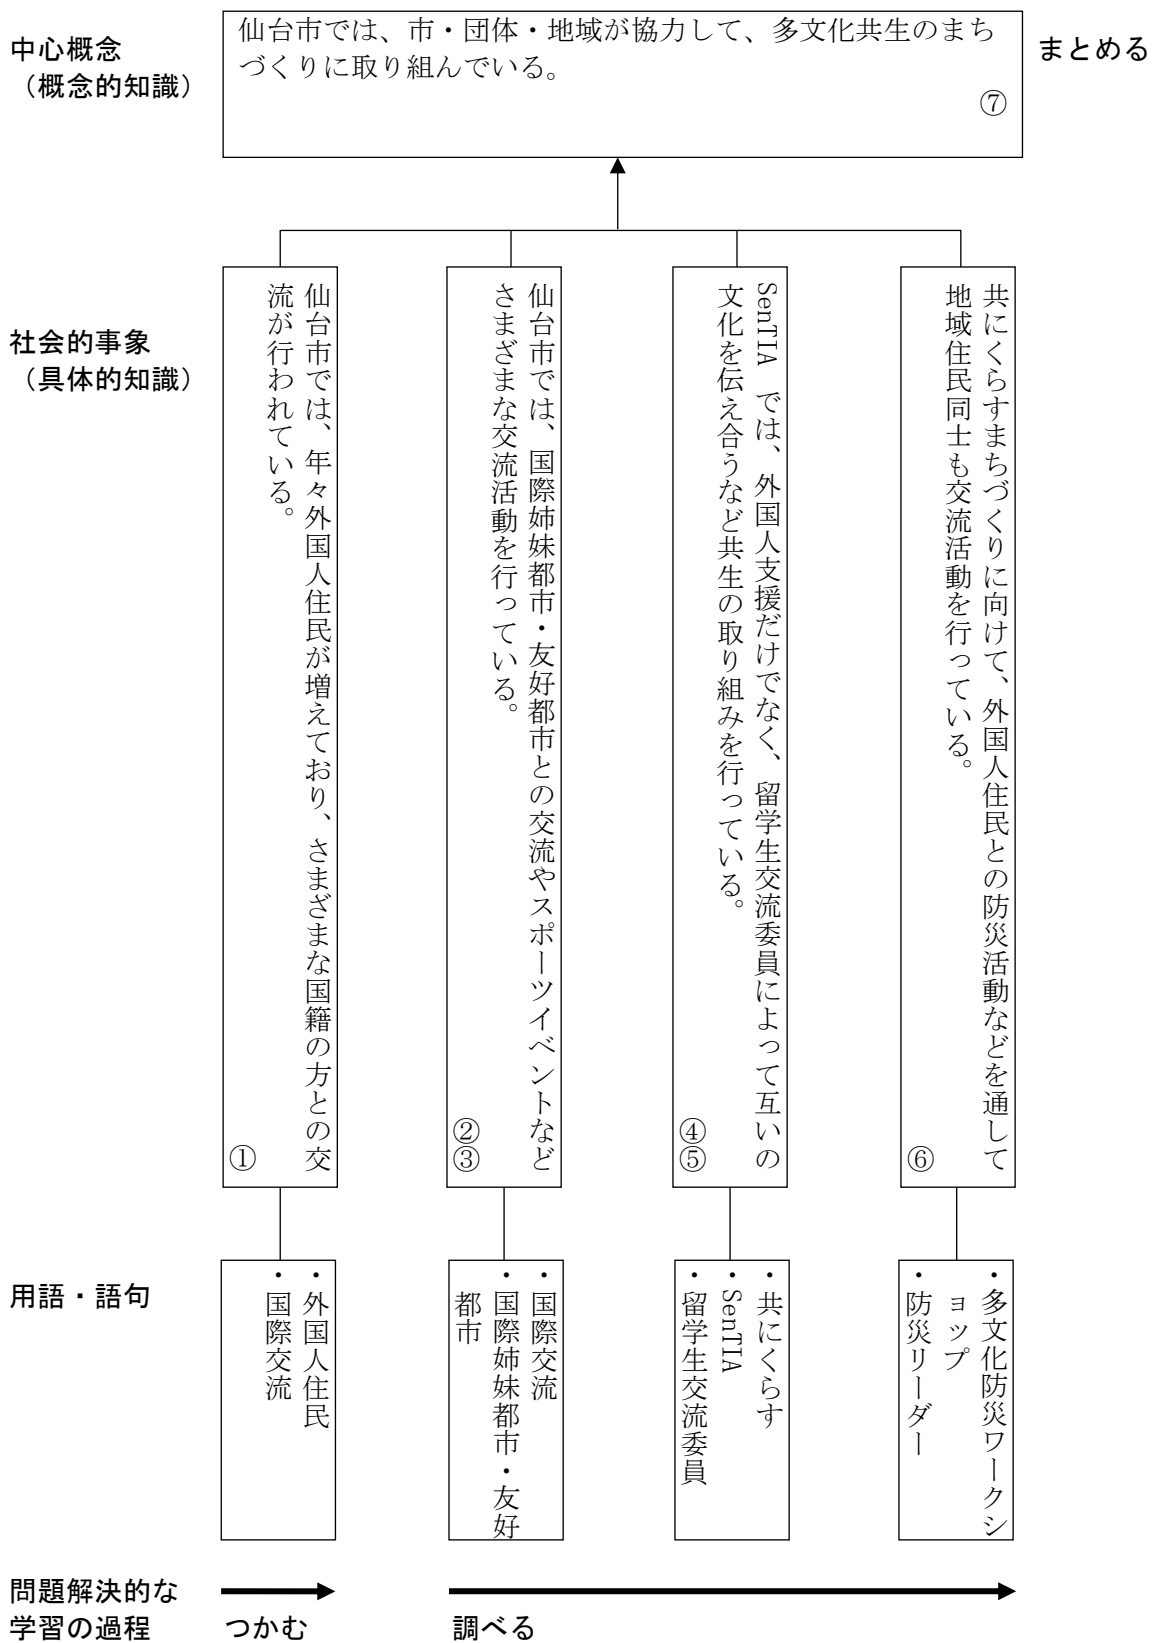 中心概念
（概念的知識）
仙台市では、市・団体・地域が協力して、多文化共生のまち
づくりに取り組んでいる。
⑦
まとめる
社会的事象
（具体的知識）
仙台市では、年々外国人住民が増えており、さまざまな国籍の方との交
流が行われている。
①
仙台市では、国際姉妹都市・友好都市との交流やスポーツイベントなど
さまざまな交流活動を行っている。
②
③
SenTIA では、外国人支援だけでなく、留学生交流委員によって互いの
文化を伝え合うなど共生の取り組みを行っている。
④
⑤
共にくらすまちづくりに向けて、外国人住民との防災活動などを通して
地域住民同士も交流活動を行っている。
⑥
用語・語句
・外国人住民
・国際交流
・国際交流
・国際姉妹都市・友好
都市
・共にくらす
・SenTIA
・留学生交流委員
・多文化防災ワークシ
ョップ
・防災リーダー
問題解決的な
学習の過程
つかむ
調べる